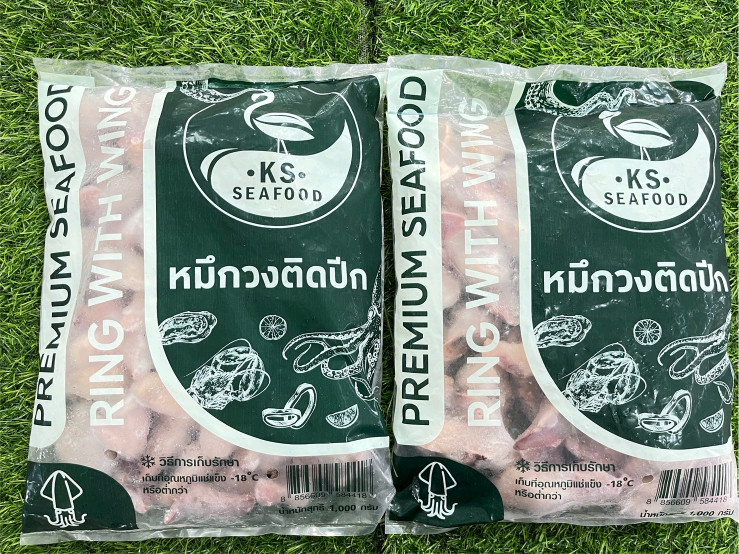 PREMIUM SEAFOOD
RING WITH WING
•KS•
SEAFOOD
หมึกวงติดปีก
วิธีการเก็บรักษา
เก็บที่อุณหภูมิแช่แข็ง -18°C
หรือต่ำกว่า
8 856609 584418
น้ำหนักสุทธิ 1,000 กรัม
PREMIUM SEAFOOD
RING WITH WING
•KS•
SEAFOOD
หมึกวงติดปีก
วิธีการเก็บรักษา
เก็บที่อุณหภูมิแช่แข็ง -18°C
หรือต่ำกว่า
8 856609 584418
1,000 กรัม